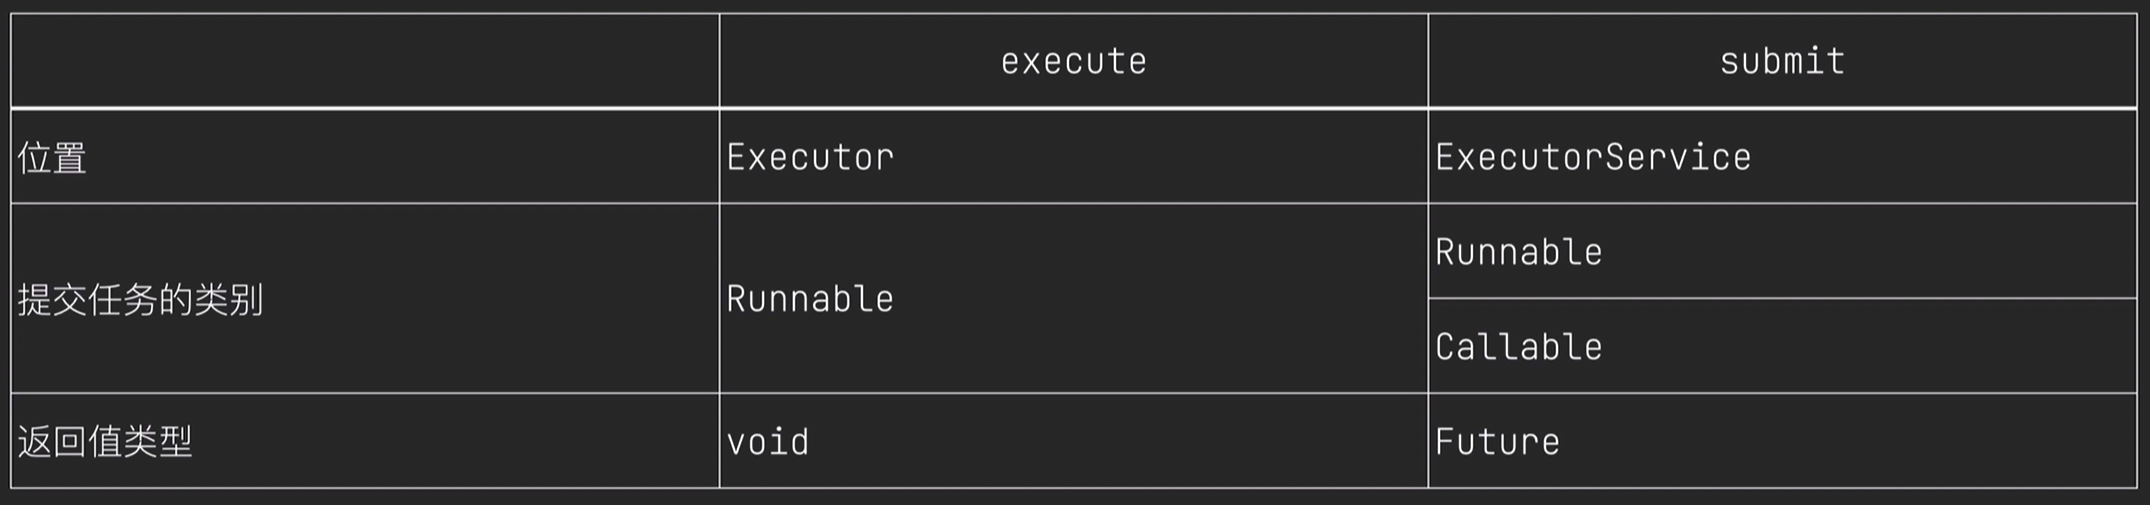 execute
submit
位置
Executor
ExecutorService
提交任务的类别
Runnable
Runnable
Callable
返回值类型
void
Future